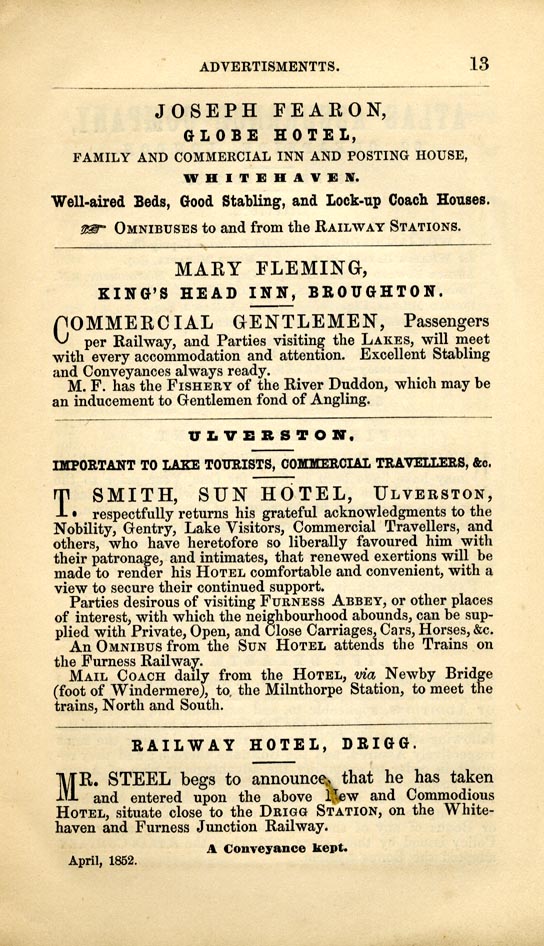 ADVERTISMENTTS. 13
JOSEPH FEARON,
GLOBE HOTEL,
FAMILY AND COMMERCIAL INN AND POSTING HOUSE,
WHITEHAVEN.
Well-aired Beds, Good Stabling, and Lock-up Coach Houses.
☞ OMNIBUSES to and from the RAILWAY STATIONS.
MARY FLEMING,
KING'S HEAD INN, BROUGHTON.
COMMERCIAL GENTLEMEN, Passengers
per Railway, and Parties visiting the LAKES, will meet
with every accommodation and attention. Excellent Stabling
and Conveyances always ready.
M. F. has the FISHERY of the River Duddon, which may be
an inducement to Gentlemen fond of Angling.
ULVERSTON.
IMPORTANT TO LAKE TOURISTS, COMMERCIAL TRAVELLERS, &c.
T. SMITH, SUN HOTEL, ULVERSTON,
respectfully returns his grateful acknowledgments to the
Nobility, Gentry, Lake Visitors, Commercial Travellers, and
others, who have heretofore so liberally favoured him with
their patronage, and intimates, that renewed exertions will be
made to render his HOTEL comfortable and convenient, with a
view to secure their continued support.
Parties desirous of visiting FURNESS ABBEY, or other places
of interest, with which the neighbourhood abounds, can be sup-
plied with Private, Open, and Close Carriages, Cars, Horses, &c.
An OMNIBUS from the SUN HOTEL attends the Trains on
the Furness Railway.
MAIL COACH daily from the HOTEL, via Newby Bridge
(foot of Windermere), to the Milnthorpe Station, to meet the
trains, North and South.
RAILWAY HOTEL, DRIGG.
MR. STEEL begs to announce, that he has taken
and entered upon the above New and Commodious
HOTEL, situate close to the DRIGG STATION, on the White-
haven and Furness Junction Railway.
A Conveyance kept.
April, 1852.